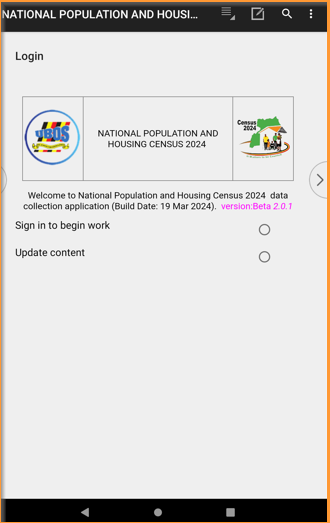 NATIONAL POPULATION AND HOUSI...
Login
UBOS
NATIONAL POPULATION AND
HOUSING CENSUS 2024
Census
2024
Welcome to National Population and Housing Census 2024 data
collection application (Build Date: 19 Mar 2024). version:Beta 2.0.1
Sign in to begin work
Update content